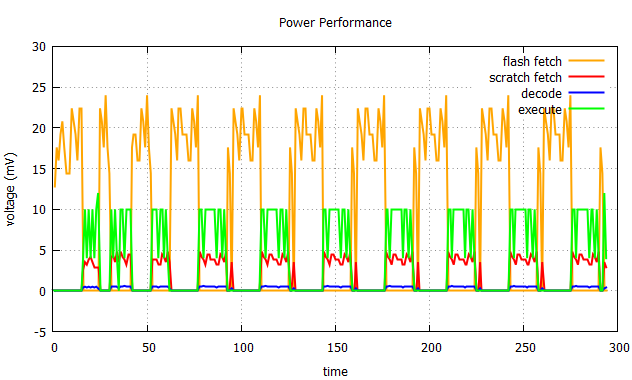 Power Performance
30
25
20
15
10
5
0
-5
voltage (mV)
flash fetch
scratch fetch
decode
execute
0 50 100 150 200 250 300
time